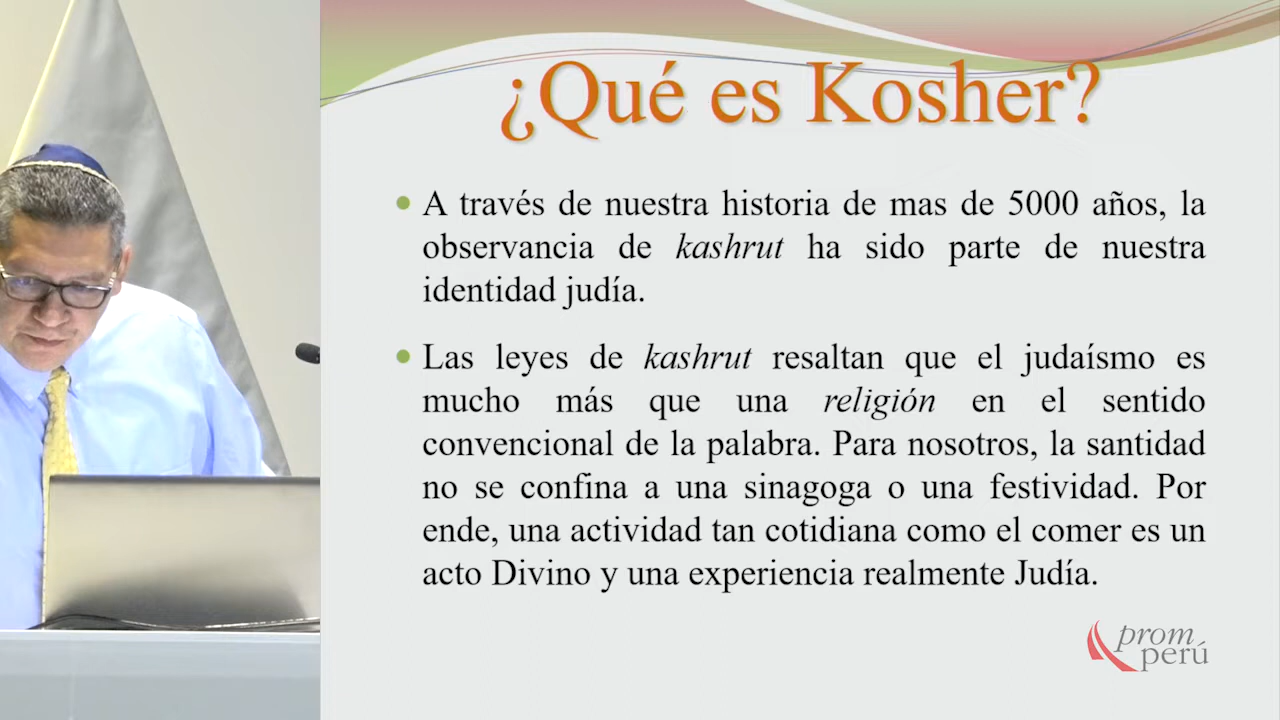 ¿Qué es Kosher?
A través de nuestra historia de mas de 5000 años, la
observancia de kashrut ha sido parte de nuestra
identidad judía.
Las leyes de kashrut resaltan que el judaísmo es
mucho más que una religión en el sentido
convencional de la palabra. Para nosotros, la santidad
no se confina a una sinagoga o una festividad. Por
ende, una actividad tan cotidiana como el comer es un
acto Divino y una experiencia realmente Judía.
prom
perú